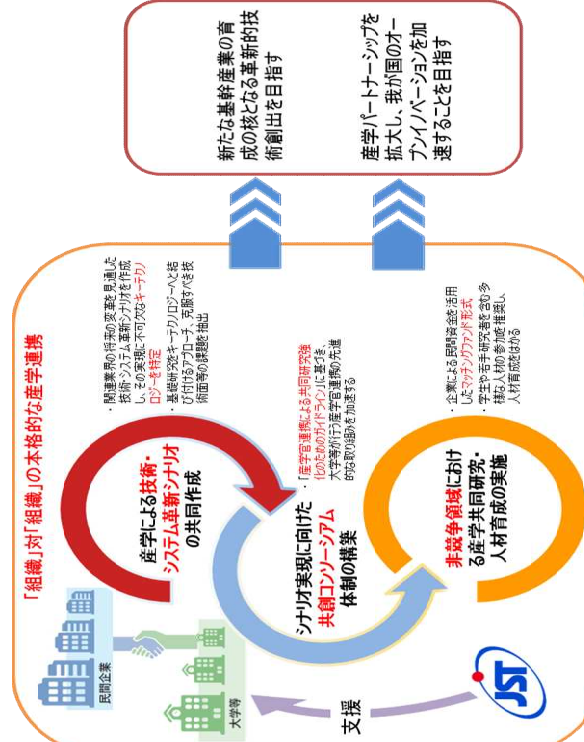 「組織」対「組織」の本格的な産学連携
民間企業
大学等
支援
JST
産学による技術・
システム革新シナリオ
の共同作成
・関連業界の将来の変革を見通した
技術・システム革新シナリオを作成
し、その実現に不可欠なキーテクノ
ロジーを特定
・基礎研究をキーテクノロジーへと結
び付けるアプローチ、克服すべき技
術面等の課題を抽出
シナリオ実現に向けた
共創コンソーシアム
体制の構築
・「産学官連携による共同研究強
化のためのガイドライン」に基づき、
大学等が行う産学官連携の先進
的な取り組みを加速する
非競争領域におけ
る産学共同研究・
人材育成の実施
・企業による民間資金を活用
したマッチングファンド形式
・学生や若手研究者を含む多
様な人材の参加を推奨し、
人材育成をはかる
新たな基幹産業の育
成の核となる革新的技
術創出を目指す
産学パートナーシップを
拡大し、我が国のオー
プンイノベーションを加
速することを目指す